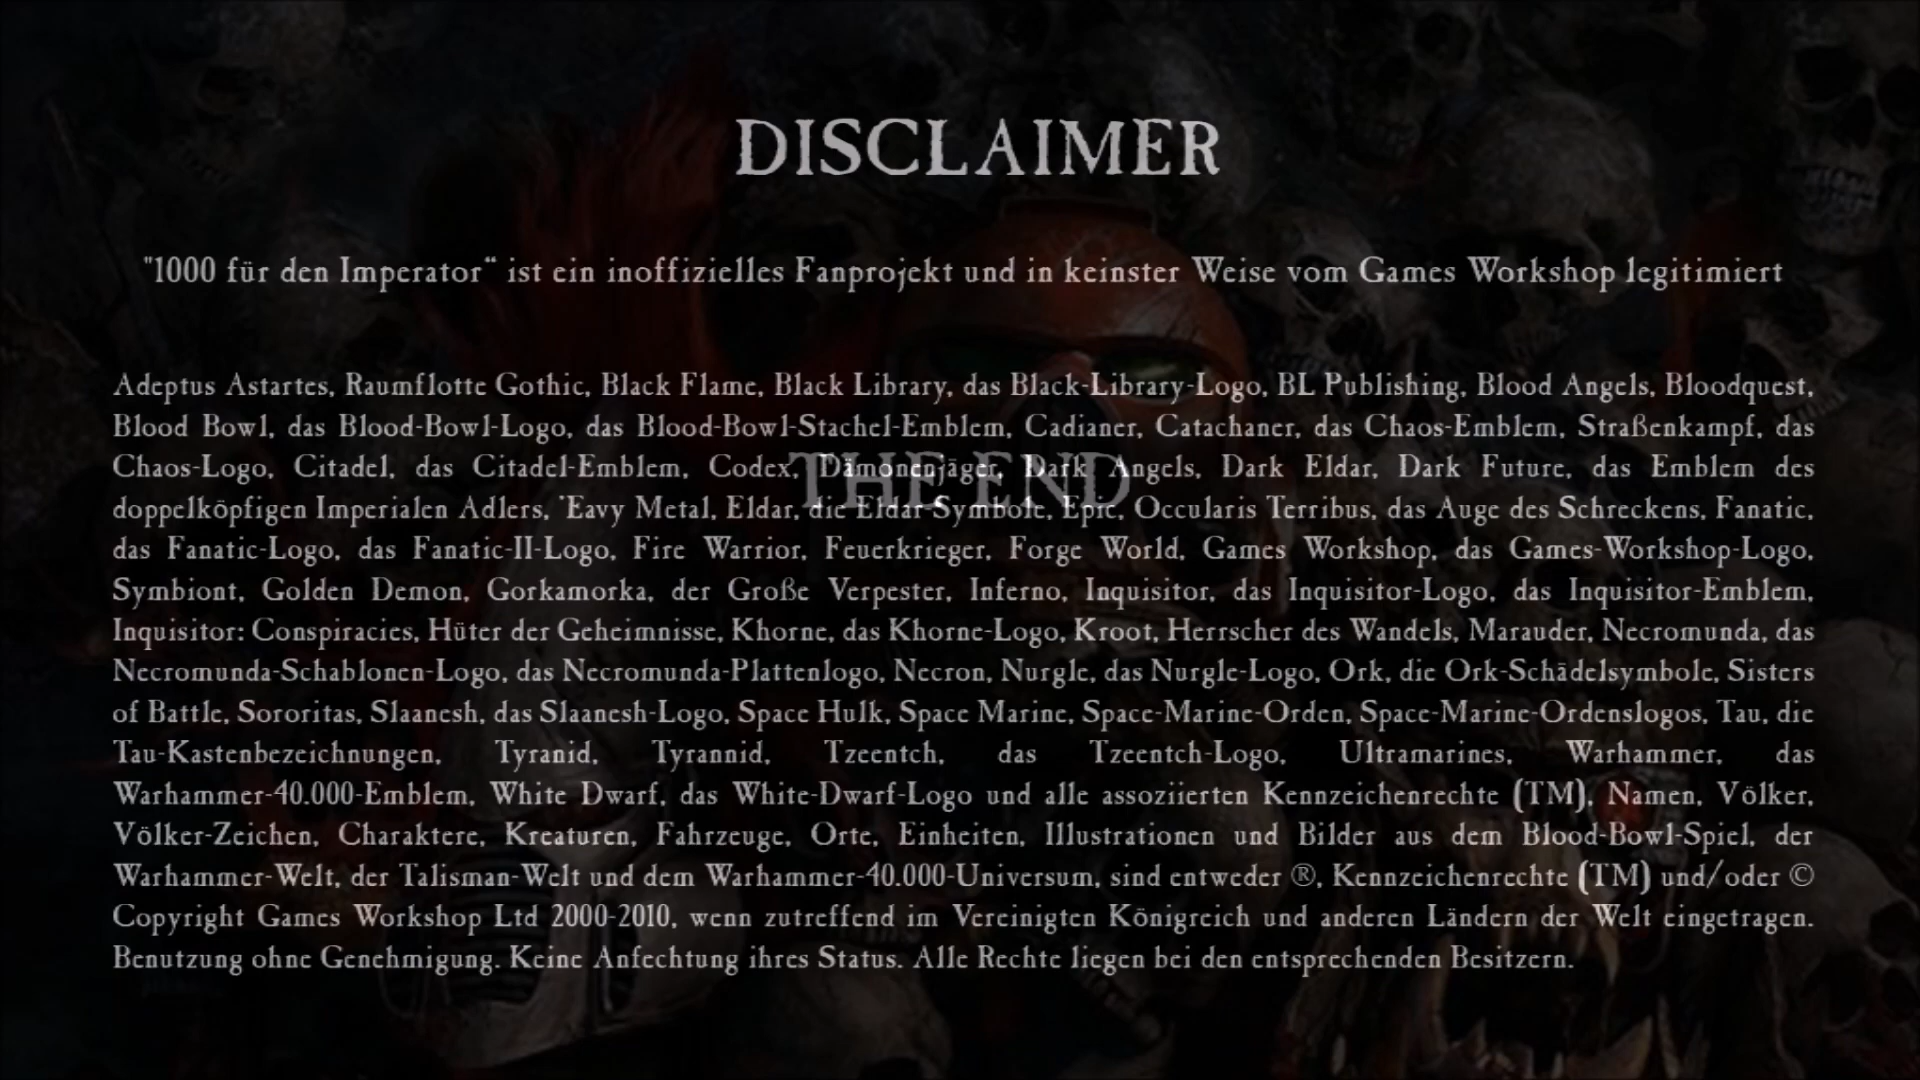 DISCLAIMER
"1000 für den Imperator“ ist ein inoffizielles Fanprojekt und in keinster Weise vom Games Workshop legitimiert
Adeptus Astartes, Raumflotte Gothic, Black Flame, Black Library, das Black-Library-Logo, BL Publishing, Blood Angels, Bloodquest,
Blood Bowl, das Blood-Bowl-Logo, das Blood-Bowl-Stachel-Emblem, Cadianer, Catachaner, das Chaos-Emblem, Straßenkampf, das
Chaos-Logo, Citadel, das Citadel-Emblem, Codex, Dämonenjäger, Dark Angels, Dark Eldar, Dark Future, das Emblem des
THE END
doppelköpfigen Imperialen Adlers, 'Eavy Metal, Eldar, die Eldar-Symbole, Epic, Occularis Terribus, das Auge des Schreckens, Fanatic,
das Fanatic-Logo, das Fanatic-II-Logo, Fire Warrior, Feuerkrieger, Forge World, Games Workshop, das Games-Workshop-Logo,
Symbiont, Golden Demon, Gorkamorka, der Große Verpester, Inferno, Inquisitor, das Inquisitor-Logo, das Inquisitor-Emblem,
Inquisitor: Conspiracies, Hüter der Geheimnisse, Khorne, das Khorne-Logo, Kroot, Herrscher des Wandels, Marauder, Necromunda, das
Necromunda-Schablonen-Logo, das Necromunda-Plattenlogo, Necron, Nurgle, das Nurgle-Logo, Ork, die Ork-Schädelsymbole, Sisters
of Battle, Sororitas, Slaanesh, das Slaanesh-Logo, Space Hulk, Space Marine, Space-Marine-Orden, Space-Marine-Ordenslogos, Tau, die
Tau-Kastenbezeichnungen, Tyranid, Tyrannid, Tzeentch, das Tzeentch-Logo, Ultramarines, Warhammer, das
Warhammer-40.000-Emblem, White Dwarf, das White-Dwarf-Logo und alle assoziierten Kennzeichenrechte (TM), Namen, Völker,
Völker-Zeichen, Charaktere, Kreaturen, Fahrzeuge, Orte, Einheiten, Illustrationen und Bilder aus dem Blood-Bowl-Spiel, der
Warhammer-Welt, der Talisman-Welt und dem Warhammer-40.000-Universum, sind entweder ®, Kennzeichenrechte (TM) und/oder ©
Copyright Games Workshop Ltd 2000-2010, wenn zutreffend im Vereinigten Königreich und anderen Ländern der Welt eingetragen.
Benutzung ohne Genehmigung. Keine Anfechtung ihres Status. Alle Rechte liegen bei den entsprechenden Besitzern.